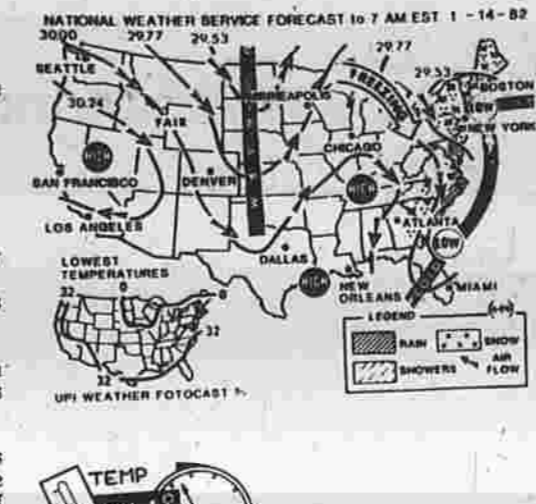 NATIONAL WEATHER SERVICE FORECAST to 7 AM EST 1 - 14 - 82
30.00 29.77 29.53
29.77
SEATTLE
FREEZING
29.53
BOSTON
NEW YORK
30.24
FAIR
CHICAGO
HIGH
HIGH
SAN FRANCISCO
DENVER
LOS ANGELES
ATLANTA
LOW
DALLAS
LOWEST
TEMPERATURES
HIGH
NEW
ORLEANS
MIAMI
32 0 0
32
32
LEGEND
RAIN
SNOW
SHOWERS
AIR
FLOW
UPI WEATHER FOTOCAST
TEMP